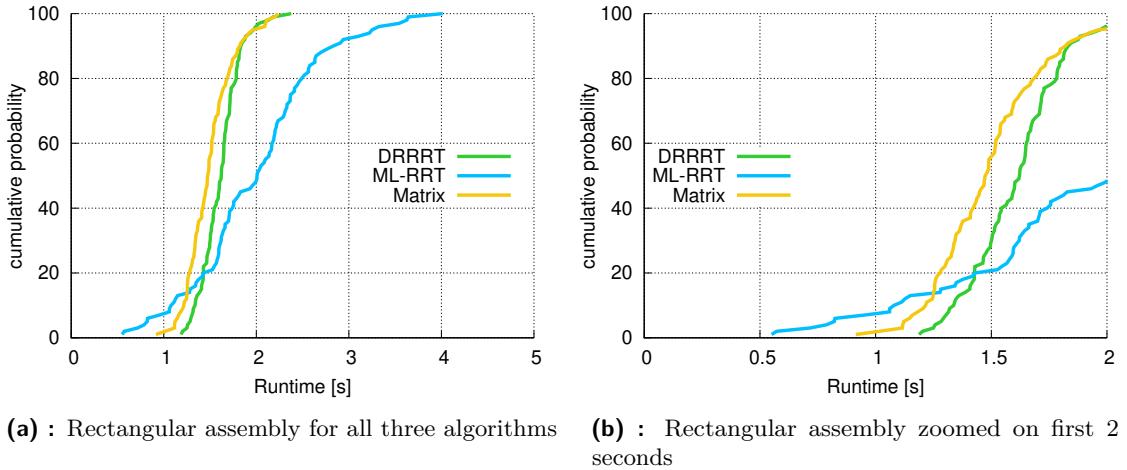 100
80
60
40
20
0
cumulative probability
DRRRT
ML-RRT
Matrix
0
1
2
3
4
5
Runtime [s]
(a) : Rectangular assembly for all three algorithms
100
80
60
40
20
0
cumulative probability
DRRRT
ML-RRT
Matrix
0
0.5
1
1.5
2
Runtime [s]
(b) : Rectangular assembly zoomed on first 2
seconds